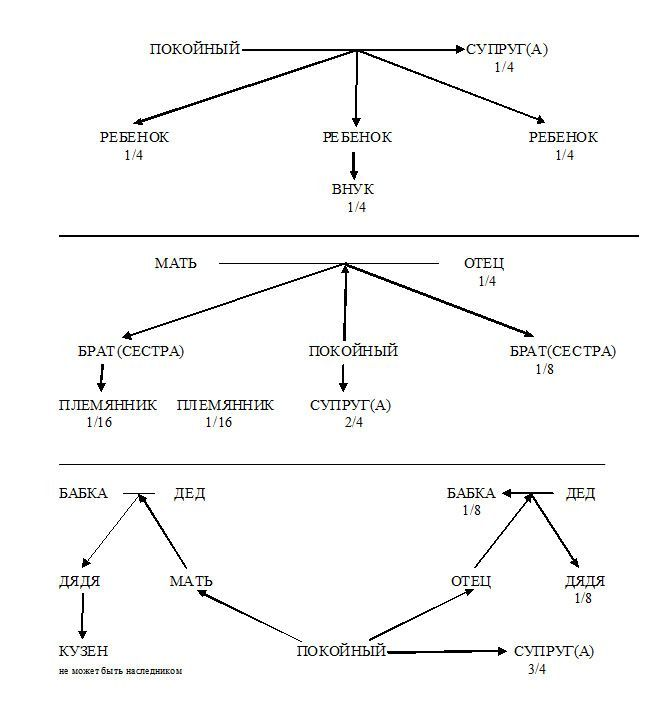 ПОКОЙНЫЙ СУПРУГ(А)
1/4
РЕБЕНОК РЕБЕНОК РЕБЕНОК
1/4 1/4
ВНУК
1/4
МАТЬ ОТЕЦ
1/4
БРАТ(СЕСТРА) ПОКОЙНЫЙ БРАТ(СЕСТРА)
1/8
ПЛЕМЯННИК ПЛЕМЯННИК СУПРУГ(А)
1/16 1/16 2/4
БАБКА ДЕД БАБКА ДЕД
1/8
ДЯДЯ МАТЬ ОТЕЦ ДЯДЯ
1/8
КУЗЕН ПОКОЙНЫЙ СУПРУГ(А)
не может быть наследником 3/4